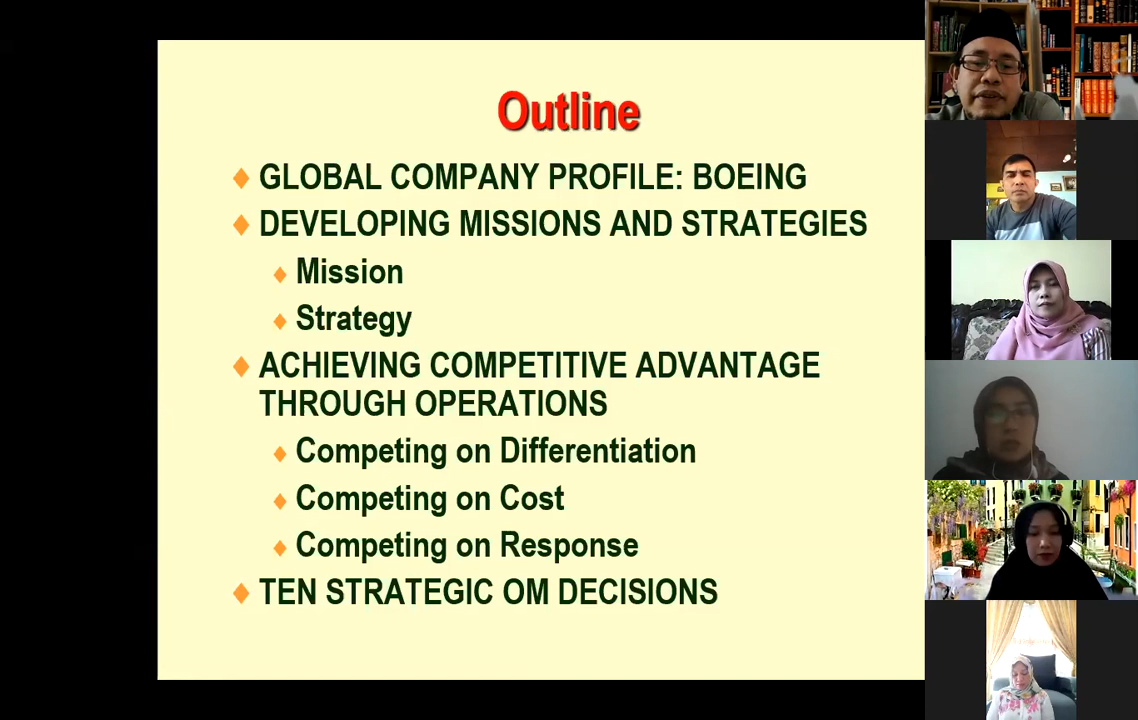 Outline
GLOBAL COMPANY PROFILE: BOEING
DEVELOPING MISSIONS AND STRATEGIES
Mission
Strategy
ACHIEVING COMPETITIVE ADVANTAGE
THROUGH OPERATIONS
Competing on Differentiation
Competing on Cost
Competing on Response
TEN STRATEGIC OM DECISIONS